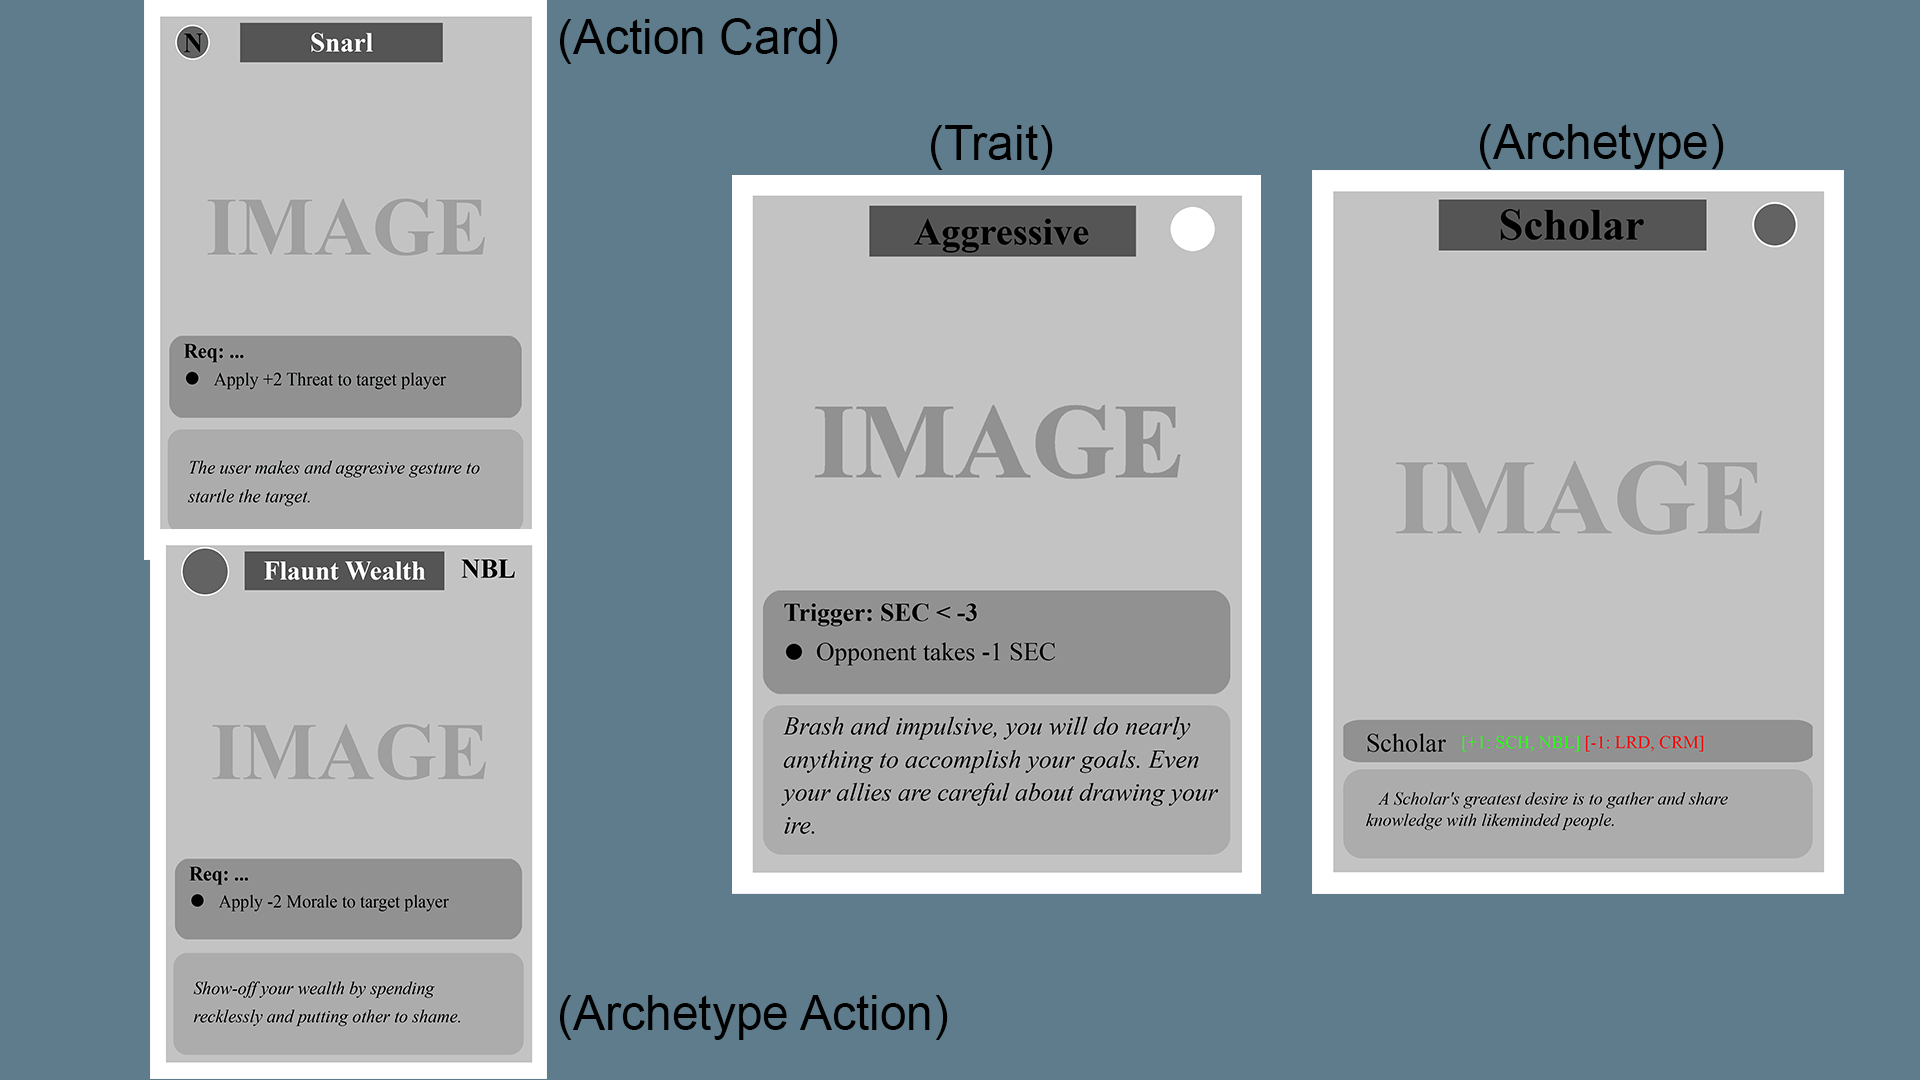 N
Snarl
(Action Card)
IMAGE
Req: ...
Apply +2 Threat to target player
The user makes and aggresive gesture to
startle the target.
Flaunt Wealth
NBL
IMAGE
Req: ...
Apply -2 Morale to target player
Show-off your wealth by spending
recklessly and putting other to shame.
(Archetype Action)
(Trait)
Aggressive
IMAGE
Trigger: SEC < -3
Opponent takes -1 SEC
Brash and impulsive, you will do nearly
anything to accomplish your goals. Even
your allies are careful about drawing your
ire.
(Archetype)
Scholar
IMAGE
Scholar [+1: SCH, NBL] [-1: LRD, CRM]
A Scholar's greatest desire is to gather and share
knowledge with likeminded people.